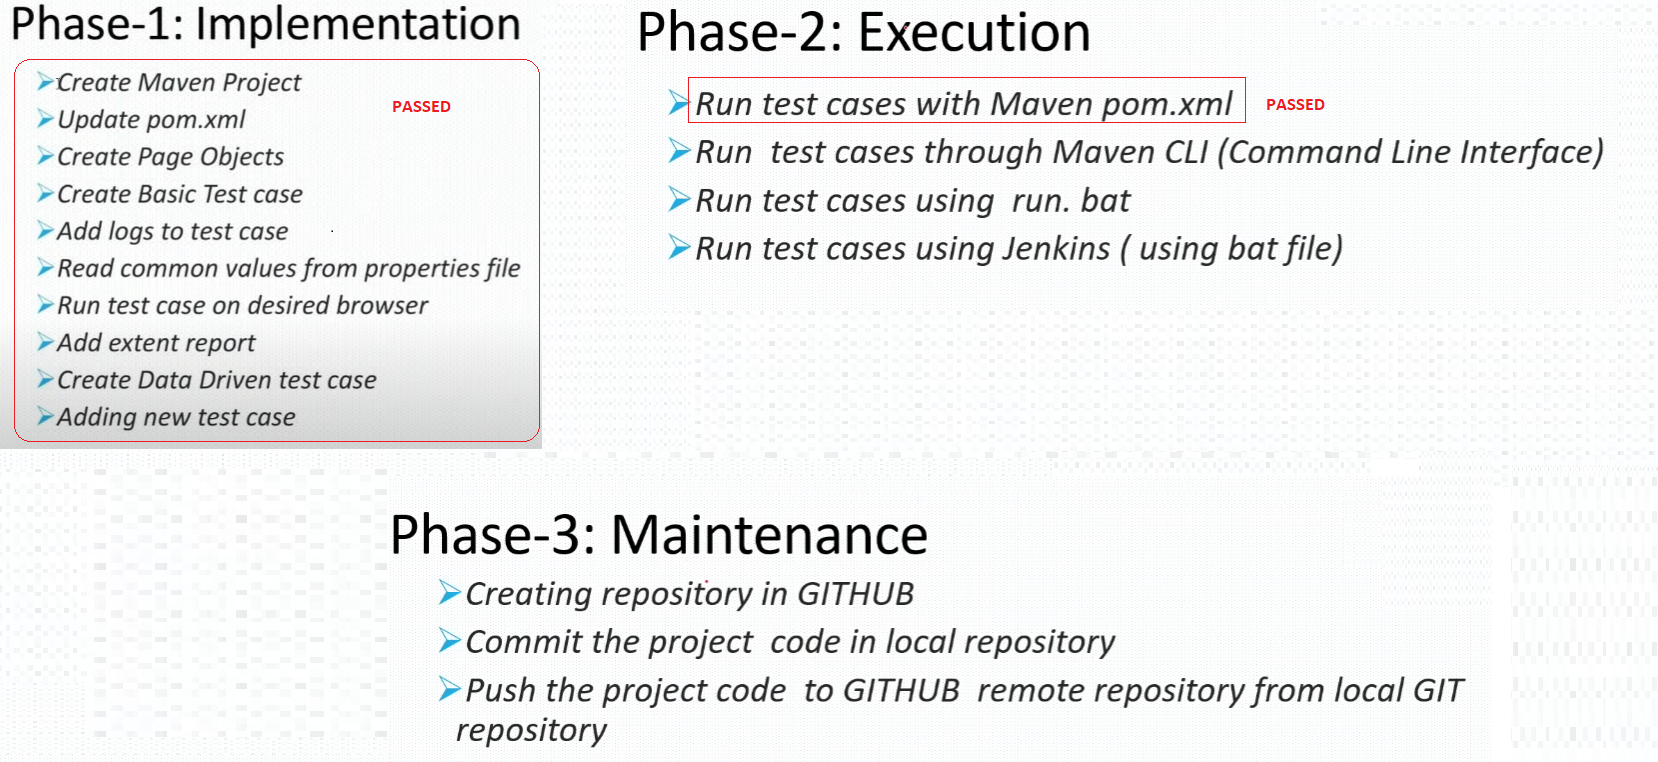 Phase-1: Implementation
Create Maven Project
PASSED
Update pom.xml
Create Page Objects
Create Basic Test case
Add logs to test case
Read common values from properties file
Run test case on desired browser
Add extent report
Create Data Driven test case
Adding new test case
Phase-2: Execution
Run test cases with Maven pom.xml
PASSED
Run  test cases through Maven CLI (Command Line Interface)
Run test cases using  run. bat
Run test cases using Jenkins ( using bat file)
Phase-3: Maintenance
Creating repository in GITHUB
Commit the project  code in local repository
Push the project code  to GITHUB  remote repository from local GIT
repository